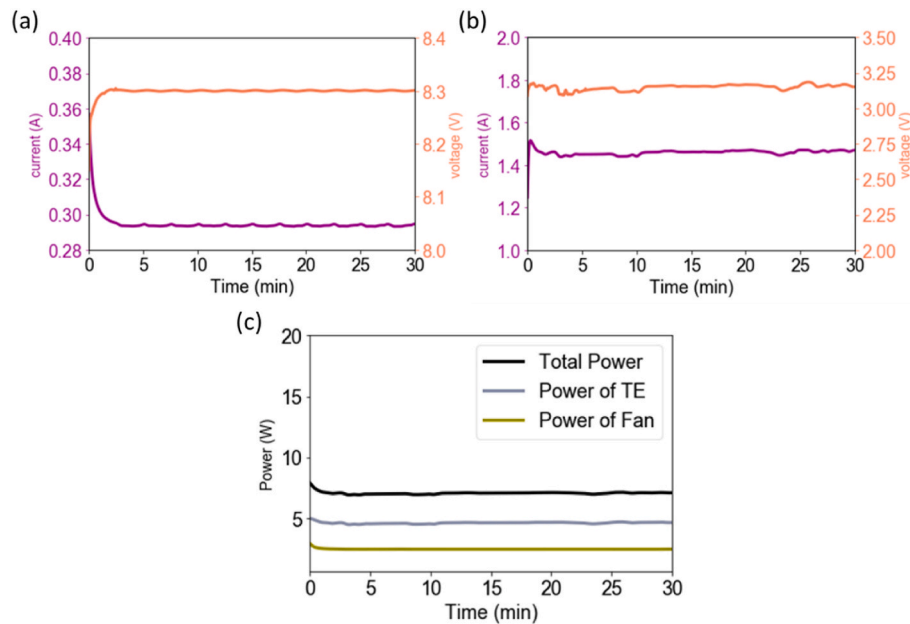 (a)
0.40
0.38
0.36
0.34
0.32
0.30
0.28
current (A)
8.4
8.3
8.2
8.1
8.0
voltage (V)
0 5 10 15 20 25 30
Time (min)
(b)
2.0
1.8
1.6
1.4
1.2
1.0
current (A)
3.50
3.25
3.00
2.75
2.50
2.25
2.00
voltage (V)
0 5 10 15 20 25 30
Time (min)
(c)
20
15
10
5
Power (W)
Total Power
Power of TE
Power of Fan
0 5 10 15 20 25 30
Time (min)